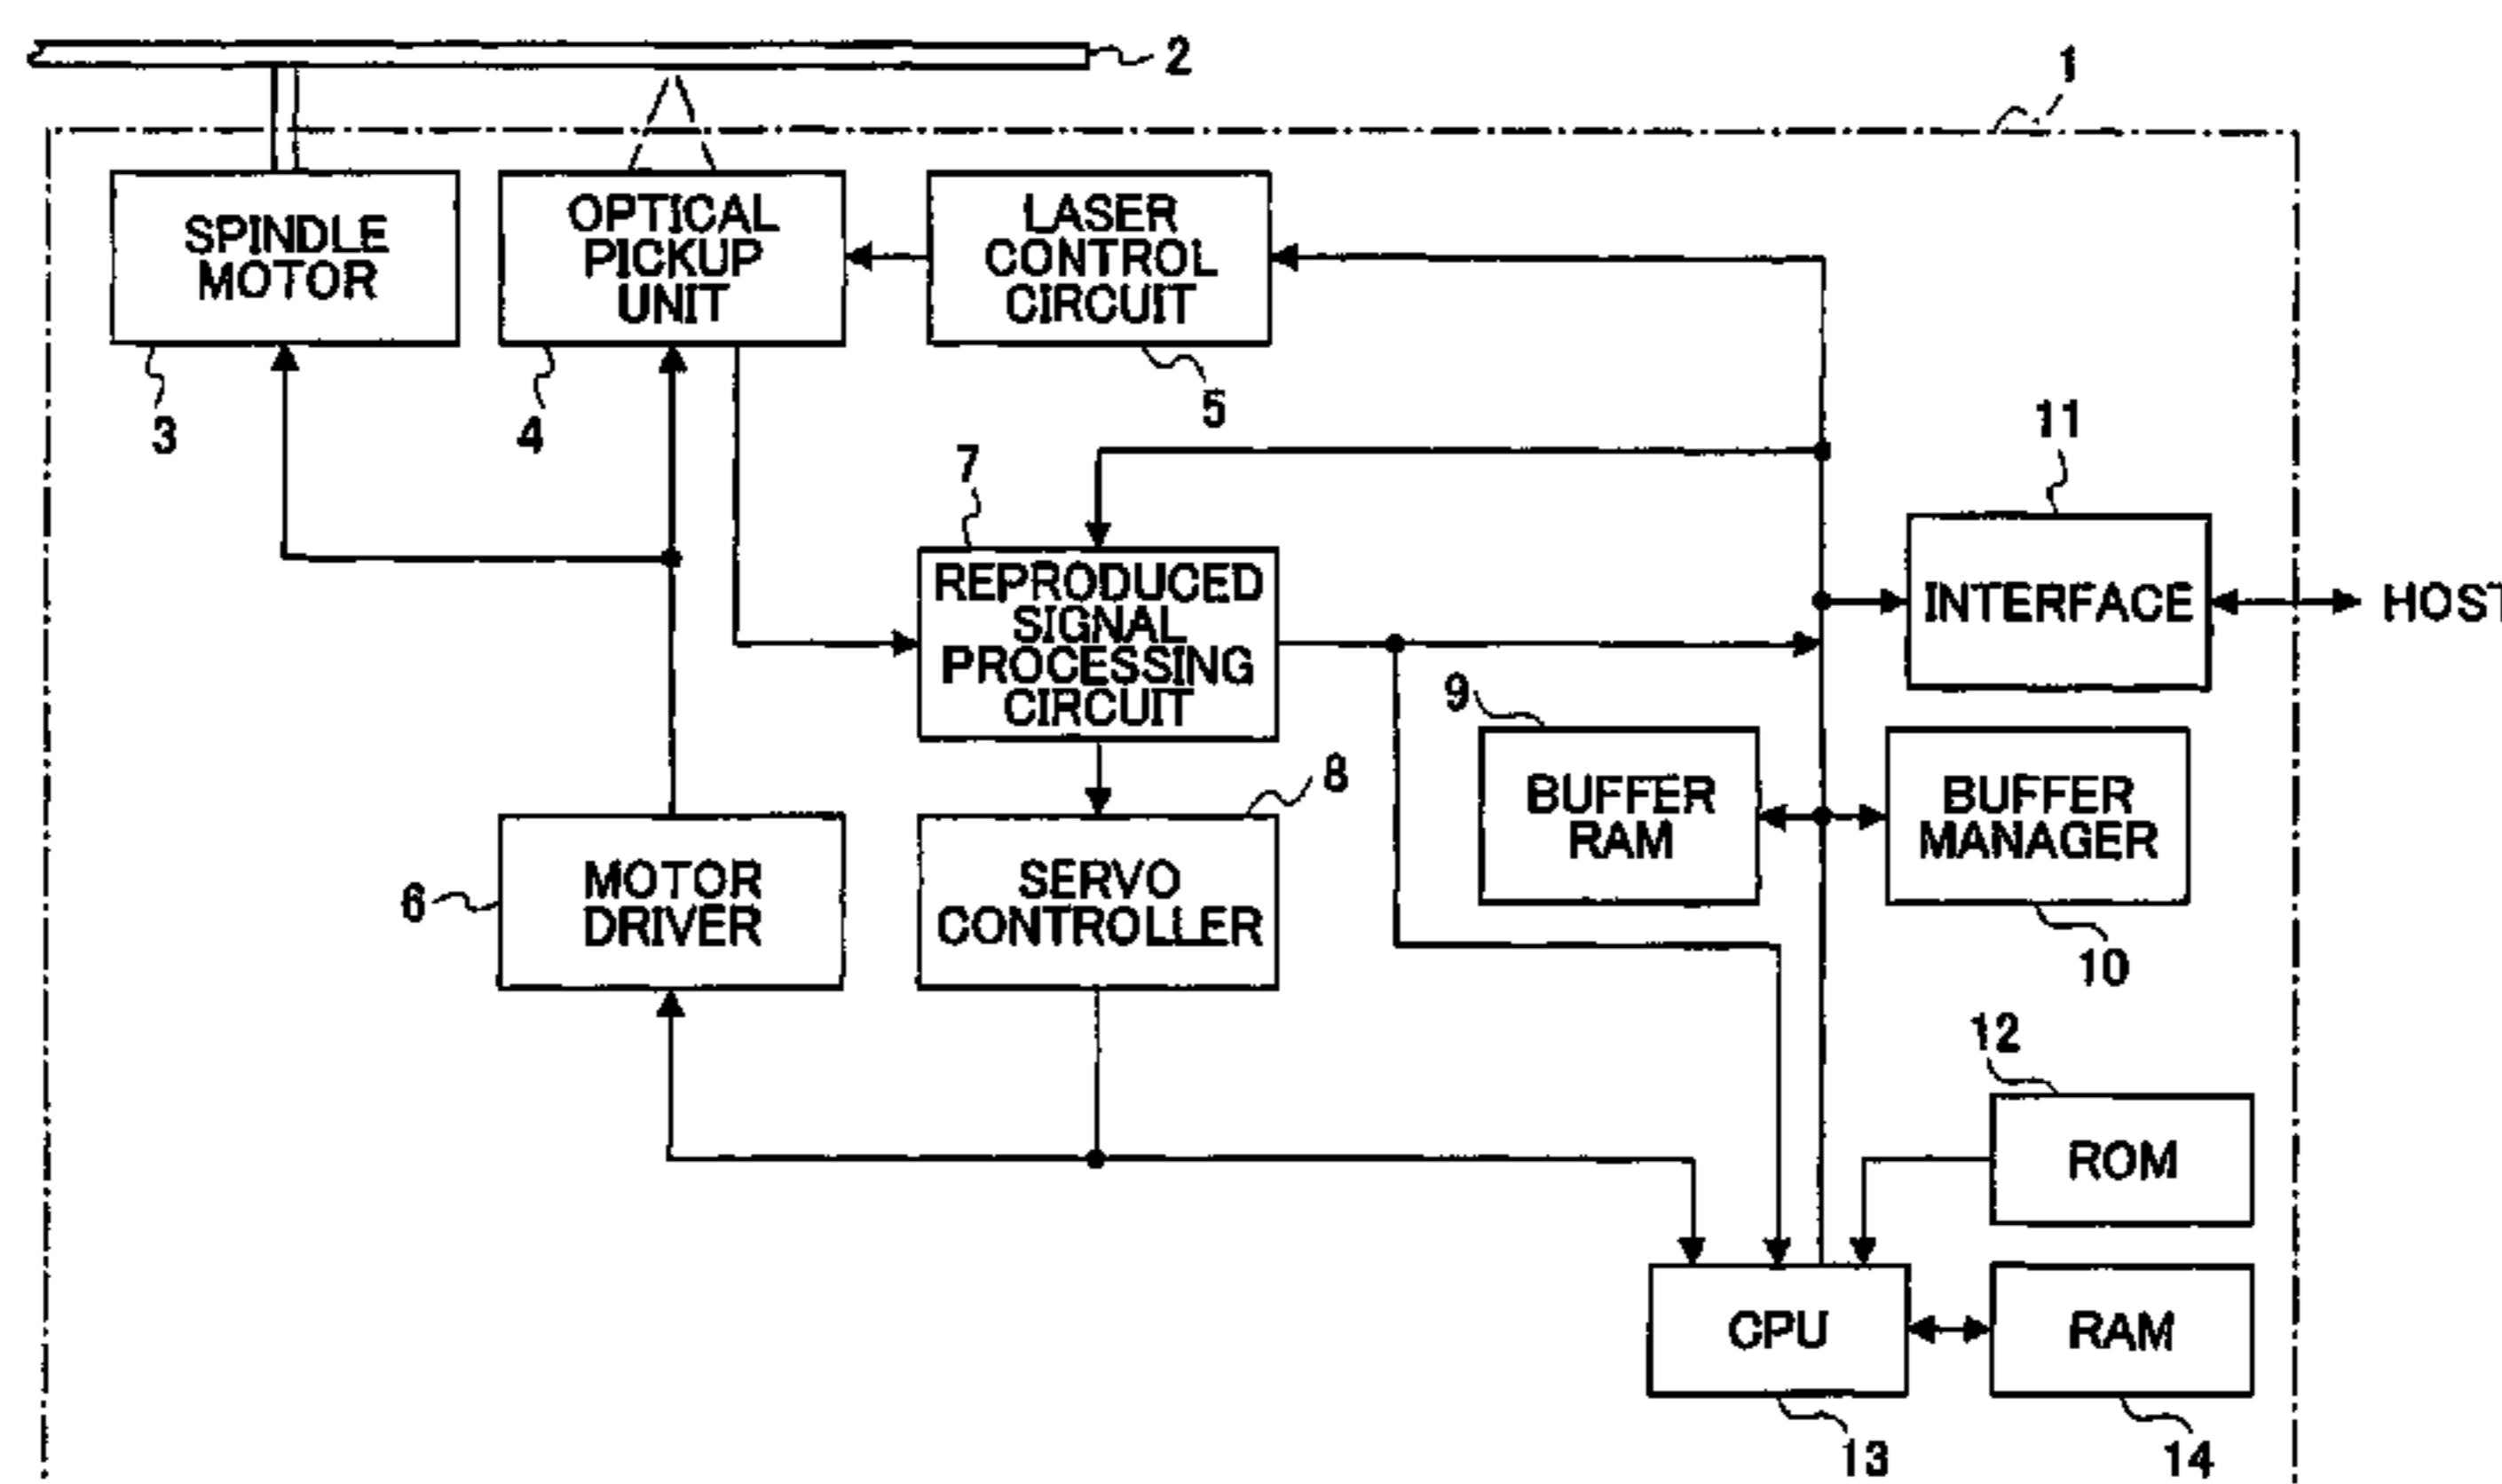 2
1
SPINDLE
MOTOR
OPTICAL
PICKUP
UNIT
LASER
CONTROL
CIRCUIT
3
4
5
11
7
REPRODUCED
SIGNAL
PROCESSING
CIRCUIT
INTERFACE
HOST
9
8
BUFFER
RAM
BUFFER
MANAGER
6
MOTOR
DRIVER
SERVO
CONTROLLER
10
12
ROM
CPU
RAM
13
14